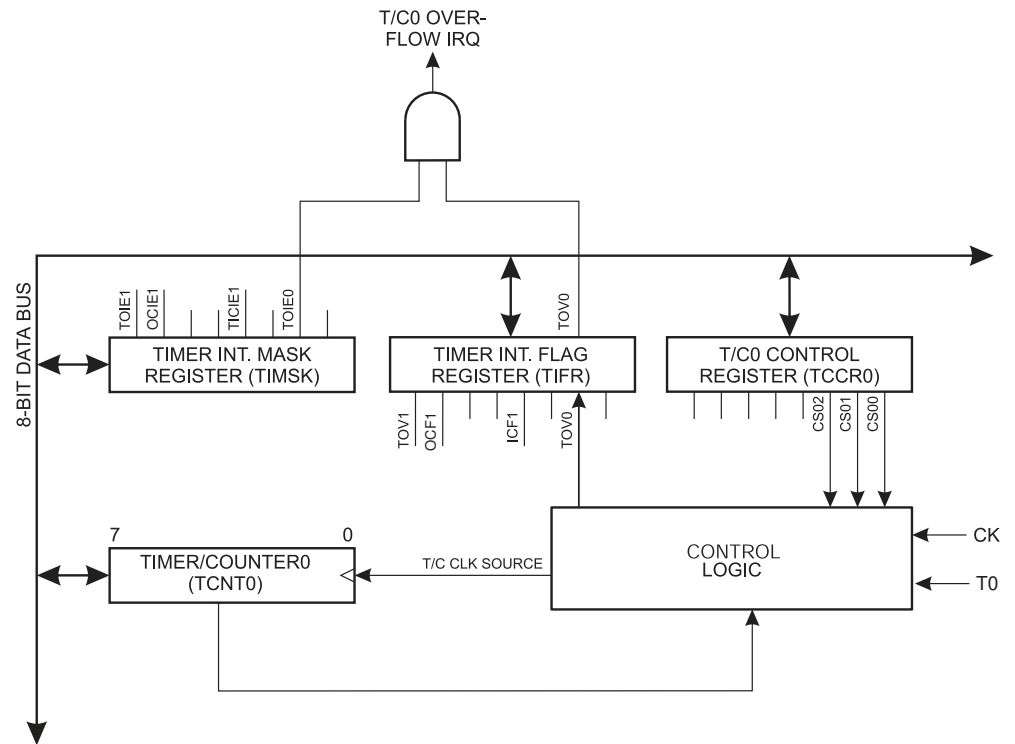 T/C0 OVER-
FLOW IRQ
8-BIT DATA BUS
TOIE1
OCIE1
TICIE1
TOIE0
TOV0
TIMER INT. MASK
REGISTER (TIMSK)
TIMER INT. FLAG
REGISTER (TIFR)
T/C0 CONTROL
REGISTER (TCCR0)
TOV1
OCF1
ICF1
TOV0
CS02
CS01
CS00
7
0
TIMER/COUNTER0
(TCNT0)
T/C CLK SOURCE
CONTROL
LOGIC
CK
T0